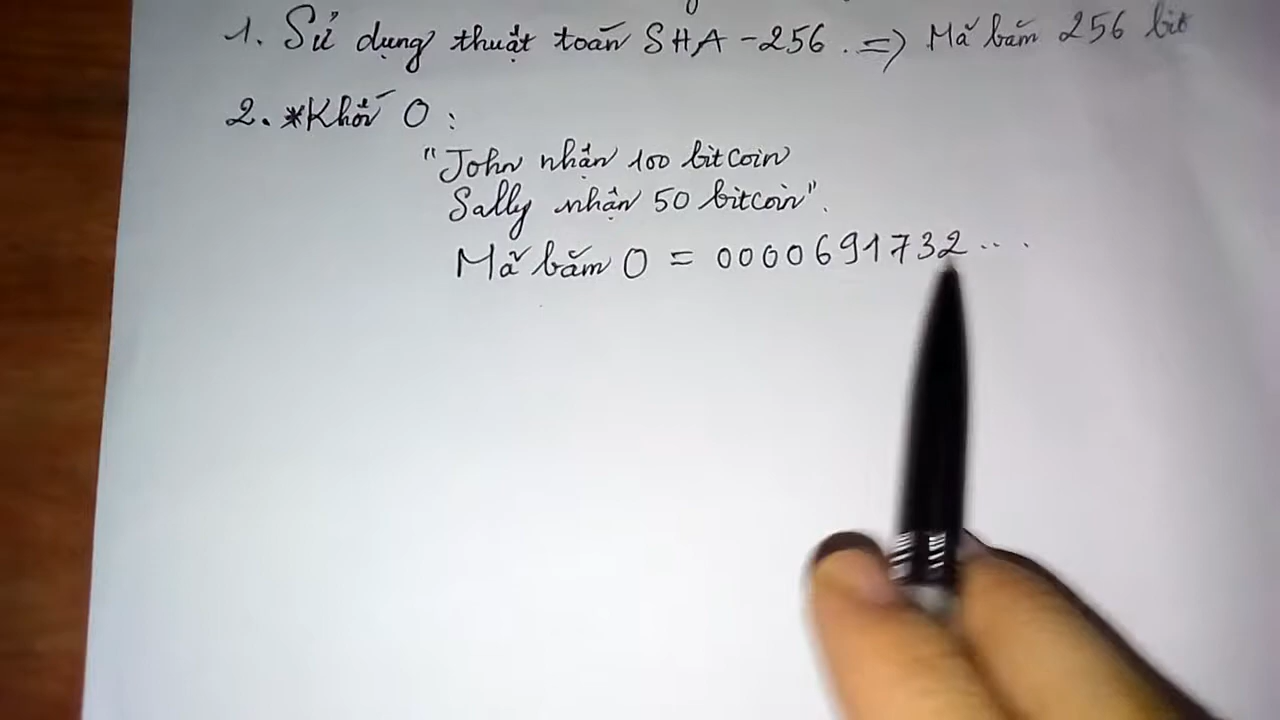 1. Sử dụng thuật toán SHA-256. => Mã băm 256 bit
2. *Khối 0:
"John nhận 100 bitcoin
Sally nhận 50 bitcoin".
Mã băm 0 = 0000691732....